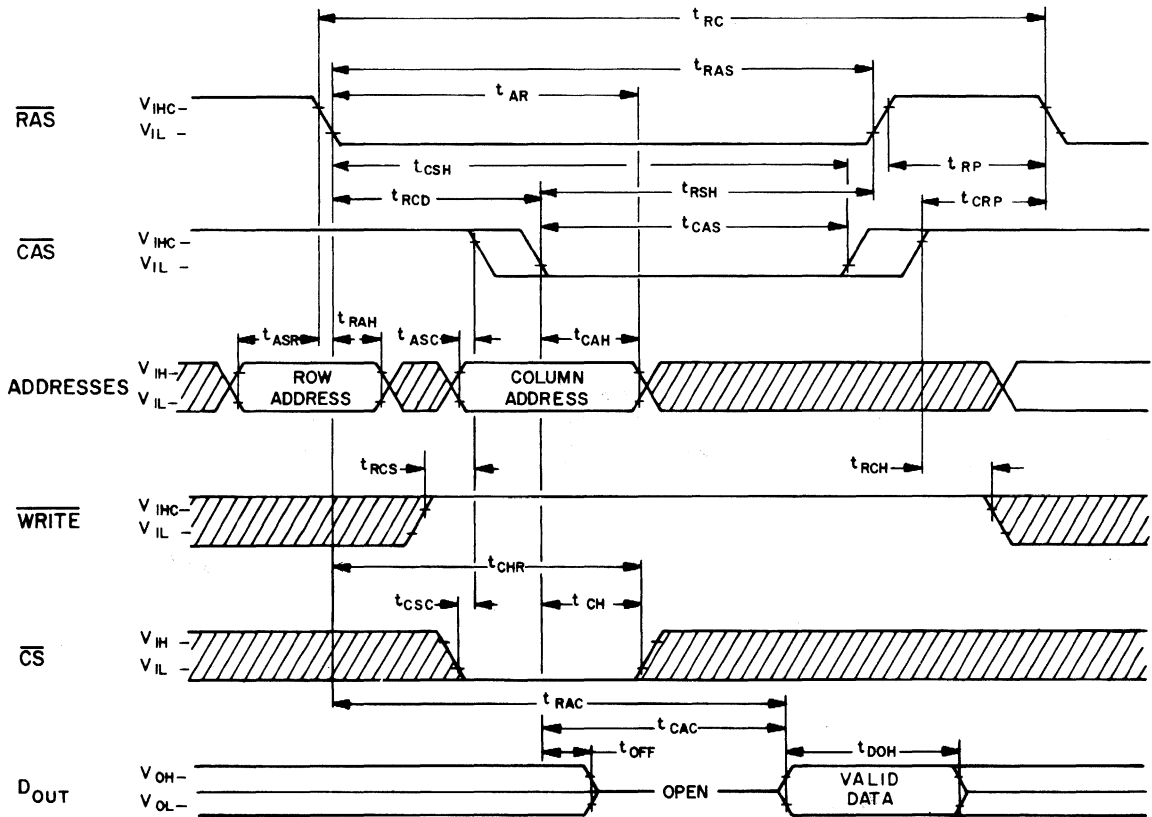 t RC
t RAS
t AR
RAS
V IHC
V IL
t CSH
t RP
t RCD
t RSH
t CRP
t CAS
CAS
V IHC
V IL
t ASR
t RAH
t ASC
t CAH
ADDRESSES
V IH
V IL
ROW
ADDRESS
COLUMN
ADDRESS
t RCS
t RCH
WRITE
V IHC
V IL
t CHR
t CSC
t CH
CS
V IH
V IL
t RAC
t CAC
t OFF
t DOH
D OUT
V OH
V OL
OPEN
VALID
DATA